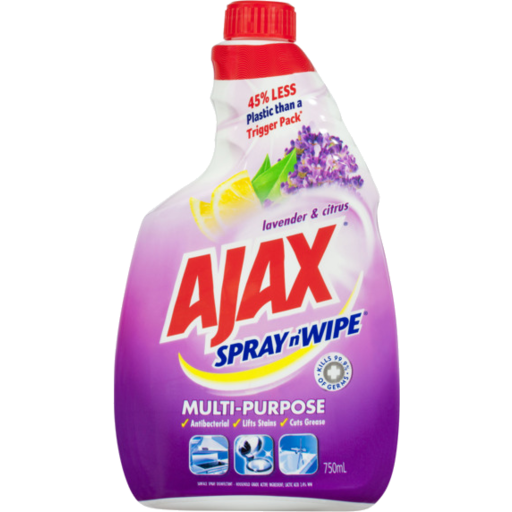 45% LESS
Plastic than a
Trigger Pack*
lavender & citrus
AJAX®
SPRAY n' WIPE®
KILLS 99.9%
OF GERMS*
MULTI-PURPOSE
✓ Antibacterial ✓ Lifts Stains ✓ Cuts Grease
750mL